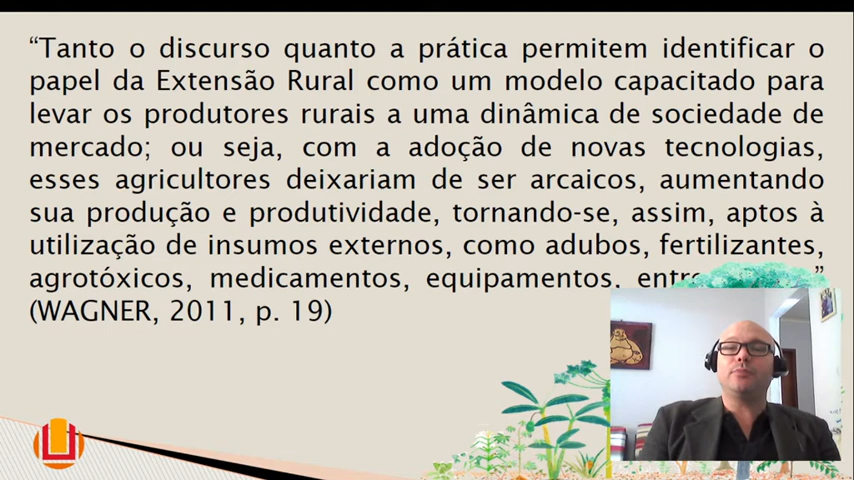 “Tanto o discurso quanto a prática permitem identificar o
papel da Extensão Rural como um modelo capacitado para
levar os produtores rurais a uma dinâmica de sociedade de
mercado; ou seja, com a adoção de novas tecnologias,
esses agricultores deixariam de ser arcaicos, aumentando
sua produção e produtividade, tornando-se, assim, aptos à
utilização de insumos externos, como adubos, fertilizantes,
agrotóxicos, medicamentos, equipamentos,
(WAGNER, 2011, p. 19)